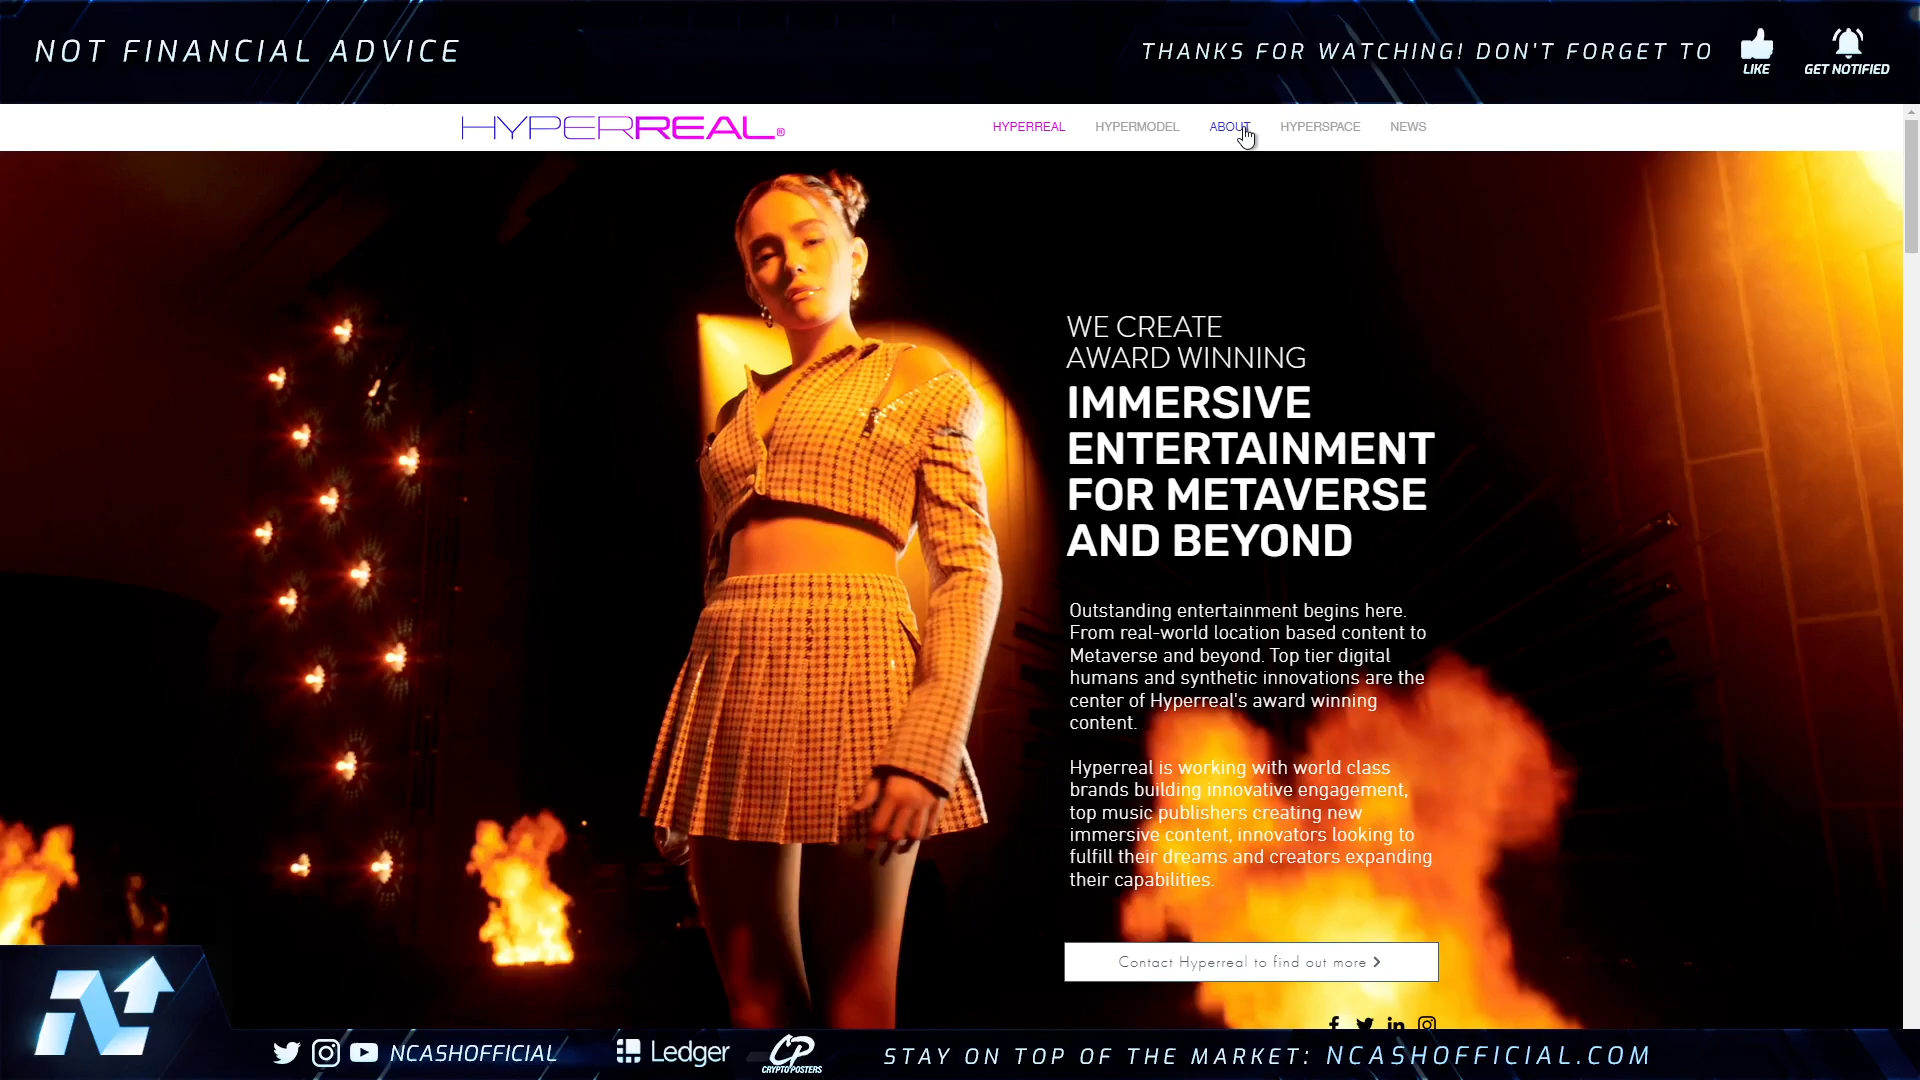 NOT FINANCIAL ADVICE
THANKS FOR WATCHING! DON'T FORGET TO
LIKE
GET NOTIFIED
HYPERREAL®
HYPERREAL
HYPERMODEL
ABOUT
HYPERSPACE
NEWS
WE CREATE
AWARD WINNING
IMMERSIVE
ENTERTAINMENT
FOR METAVERSE
AND BEYOND
Outstanding entertainment begins here.
From real-world location based content to
Metaverse and beyond. Top tier digital
humans and synthetic innovations are the
center of Hyperreal's award winning
content.
Hyperreal is working with world class
brands building innovative engagement,
top music publishers creating new
immersive content, innovators looking to
fulfill their dreams and creators expanding
their capabilities.
Contact Hyperreal to find out more >
NCASHOFFICIAL
Ledger
CP
CRYPTOPOSTERS
STAY ON TOP OF THE MARKET: NCASHOFFICIAL.COM